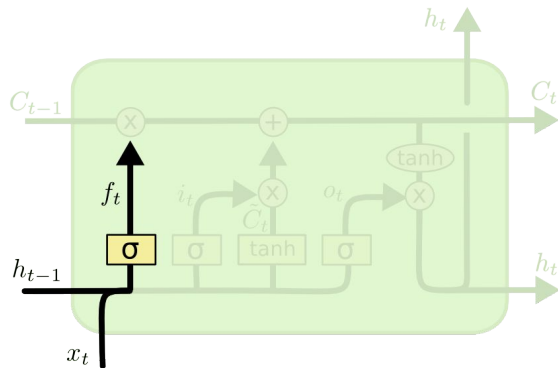 h_t
C_{t-1} x + C_t
tanh
f_t i_t x o_t x
C̃_t
σ σ tanh σ
h_{t-1} h_t
x_t